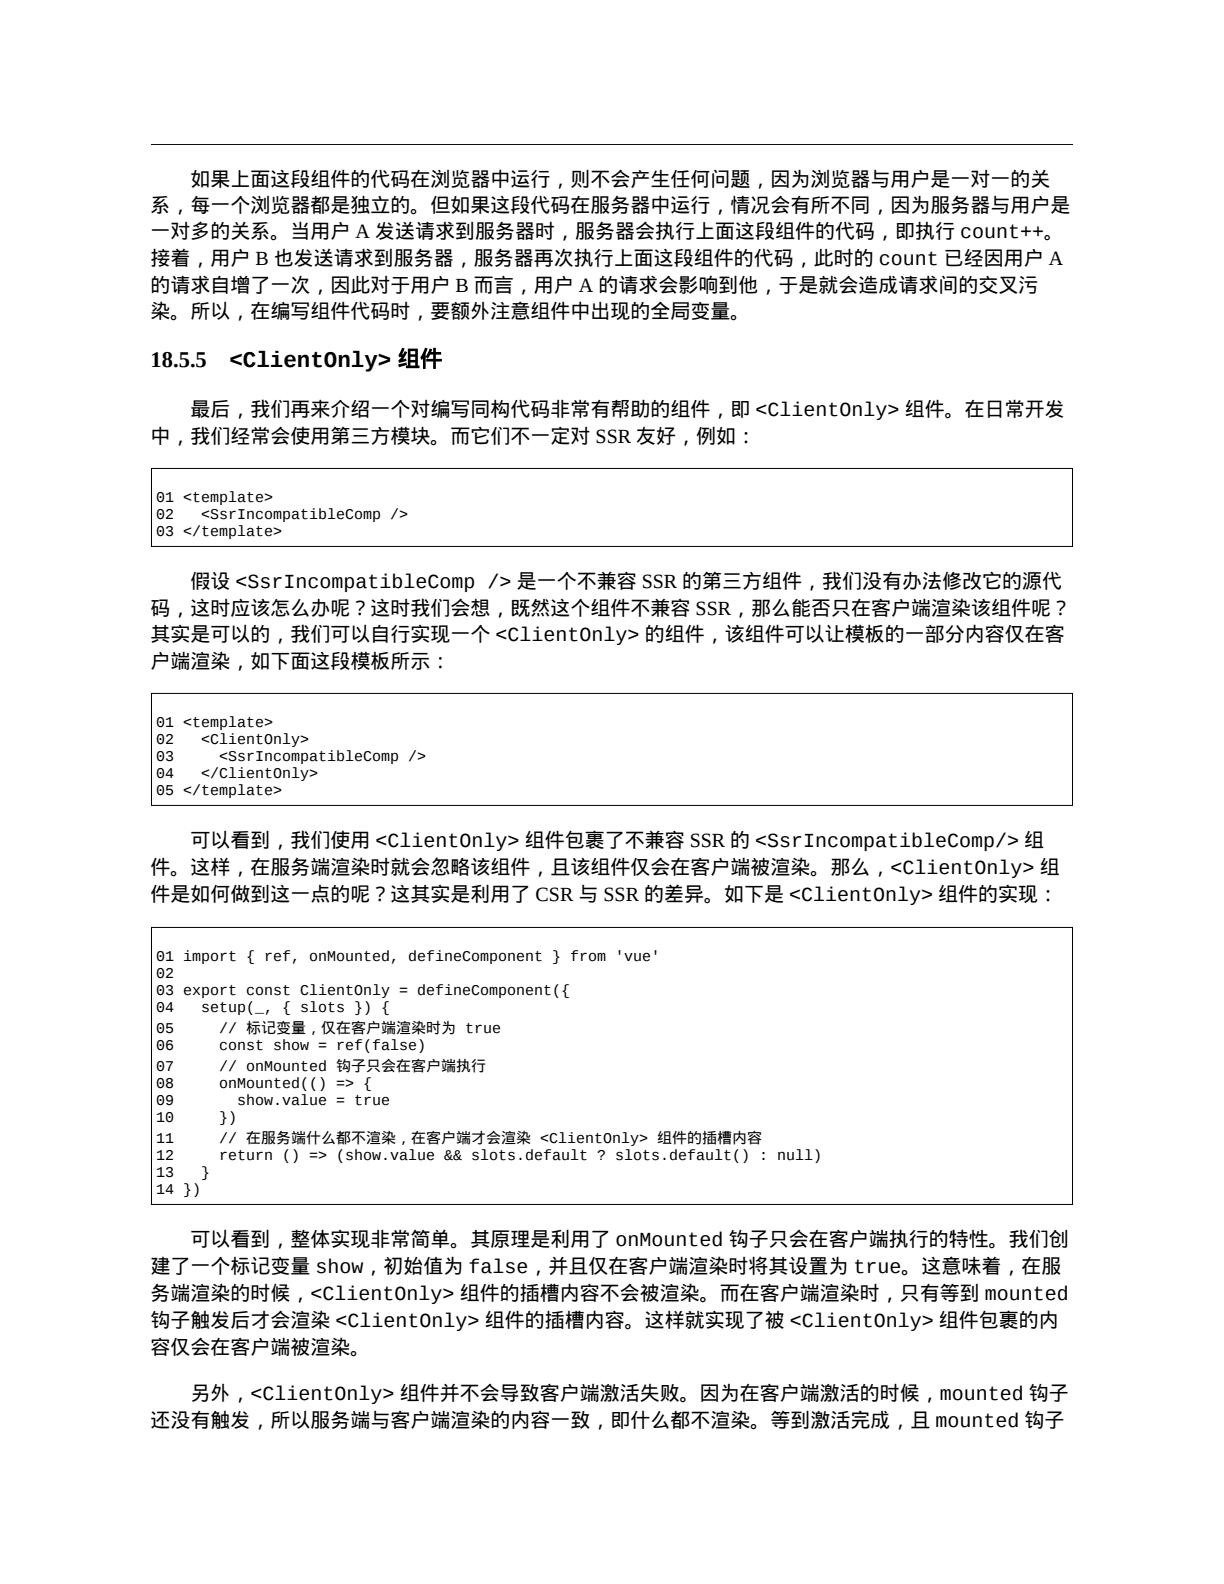 如果上面这段组件的代码在浏览器中运行，则不会产生任何问题，因为浏览器与用户是一对一的关
系，每一个浏览器都是独立的。但如果这段代码在服务器中运行，情况会有所不同，因为服务器与用户是
一对多的关系。当用户 A 发送请求到服务器时，服务器会执行上面这段组件的代码，即执行 count++。
接着，用户 B 也发送请求到服务器，服务器再次执行上面这段组件的代码，此时的 count 已经因用户 A
的请求自增了一次，因此对于用户 B 而言，用户 A 的请求会影响到他，于是就会造成请求间的交叉污
染。所以，在编写组件代码时，要额外注意组件中出现的全局变量。
18.5.5 <ClientOnly> 组件
最后，我们再来介绍一个对编写同构代码非常有帮助的组件，即 <ClientOnly> 组件。在日常开发
中，我们经常会使用第三方模块。而它们不一定对 SSR 友好，例如：
01 <template>
02   <SsrIncompatibleComp />
03 </template>
假设 <SsrIncompatibleComp /> 是一个不兼容 SSR 的第三方组件，我们没有办法修改它的源代
码，这时应该怎么办呢？这时我们会想，既然这个组件不兼容 SSR，那么能否只在客户端渲染该组件呢？
其实是可以的，我们可以自行实现一个 <ClientOnly> 的组件，该组件可以让模板的一部分内容仅在客
户端渲染，如下面这段模板所示：
01 <template>
02   <ClientOnly>
03     <SsrIncompatibleComp />
04   </ClientOnly>
05 </template>
可以看到，我们使用 <ClientOnly> 组件包裹了不兼容 SSR 的 <SsrIncompatibleComp/> 组
件。这样，在服务端渲染时就会忽略该组件，且该组件仅会在客户端被渲染。那么，<ClientOnly> 组
件是如何做到这一点的呢？这其实是利用了 CSR 与 SSR 的差异。如下是 <ClientOnly> 组件的实现：
01 import { ref, onMounted, defineComponent } from 'vue'
02
03 export const ClientOnly = defineComponent({
04   setup(_, { slots }) {
05     // 标记变量，仅在客户端渲染时为 true
06     const show = ref(false)
07     // onMounted 钩子只会在客户端执行
08     onMounted(() => {
09       show.value = true
10     })
11     // 在服务端什么都不渲染，在客户端才会渲染 <ClientOnly> 组件的插槽内容
12     return () => (show.value && slots.default ? slots.default() : null)
13   }
14 })
可以看到，整体实现非常简单。其原理是利用了 onMounted 钩子只会在客户端执行的特性。我们创
建了一个标记变量 show，初始值为 false，并且仅在客户端渲染时将其设置为 true。这意味着，在服
务端渲染的时候，<ClientOnly> 组件的插槽内容不会被渲染。而在客户端渲染时，只有等到 mounted
钩子触发后才会渲染 <ClientOnly> 组件的插槽内容。这样就实现了被 <ClientOnly> 组件包裹的内
容仅会在客户端被渲染。
另外，<ClientOnly> 组件并不会导致客户端激活失败。因为在客户端激活的时候，mounted 钩子
还没有触发，所以服务端与客户端渲染的内容一致，即什么都不渲染。等到激活完成，且 mounted 钩子